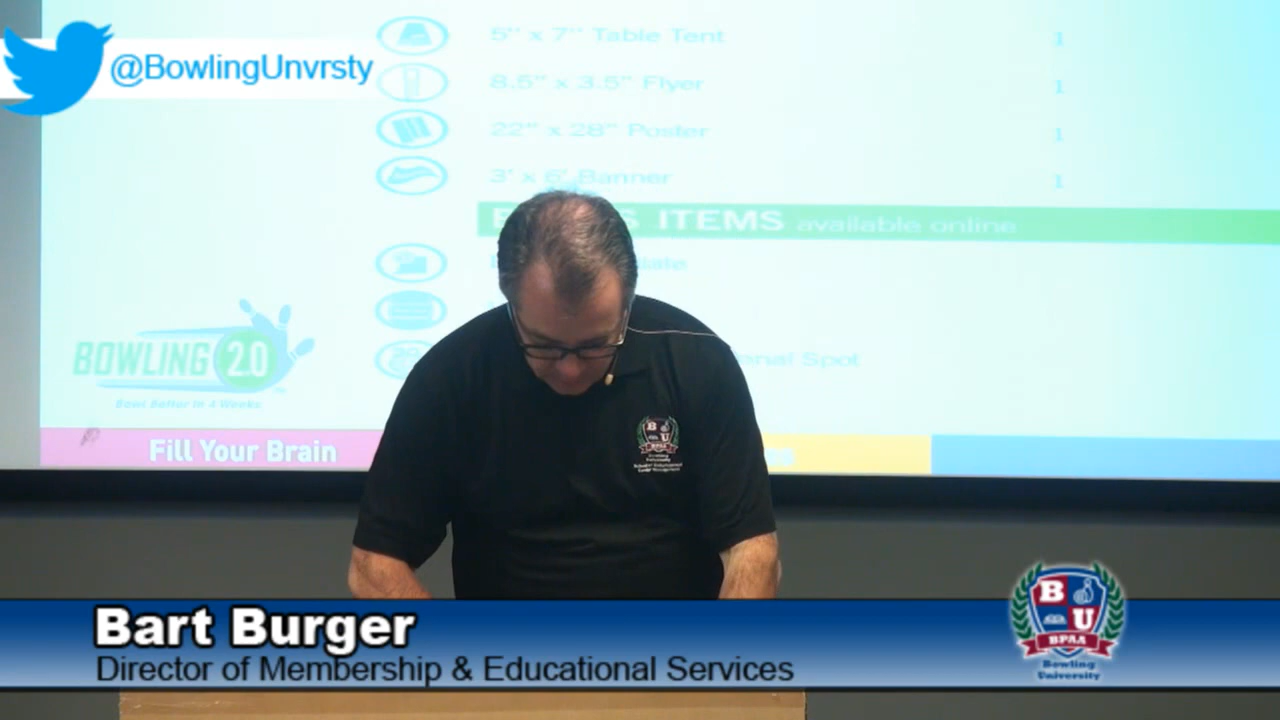 @BowlingUnvrsty
5" x 7" Table Tent 1
8.5" x 3.5" Flyer 1
22" x 28" Poster 1
3' x 6' Banner 1
ITEMS available online
Spot
BOWLING 2.0
Bowl Better in 4 Weeks
Fill Your Brain
B U
BPAA
Bart Burger
Director of Membership & Educational Services
B U
BPAA
Bowling
University